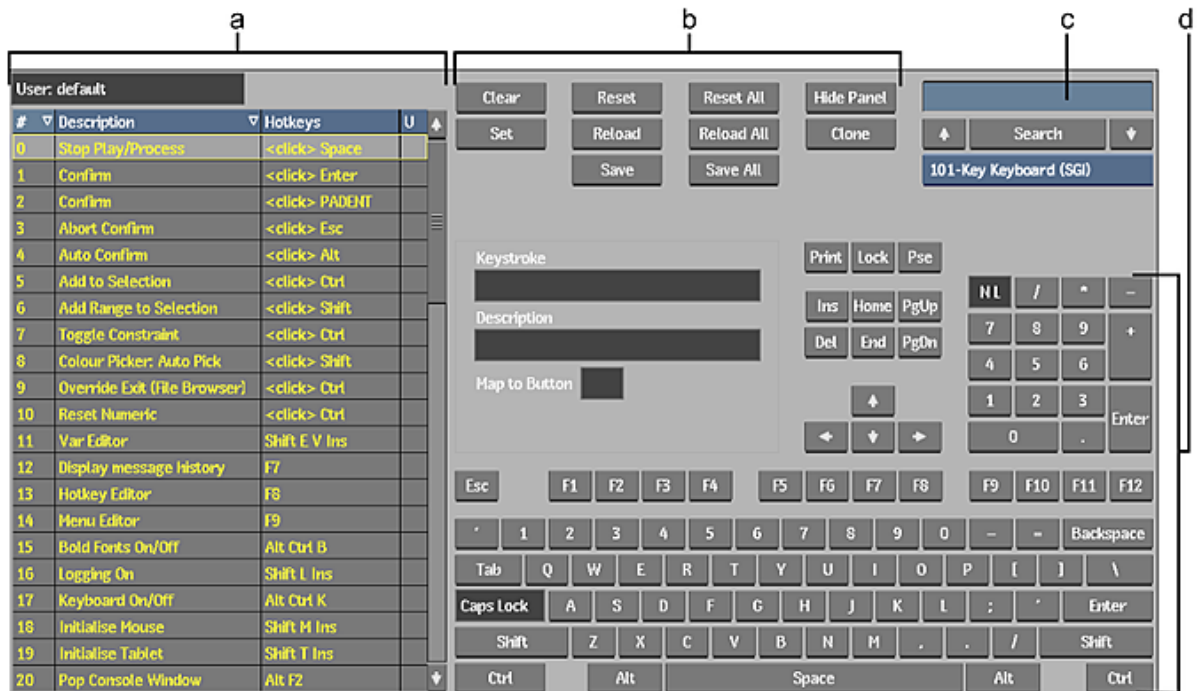 a
b
c
d
User: default
# Description Hotkeys U
0 Stop Play/Process <click> Space
1 Confirm <click> Enter
2 Confirm <click> PADENT
3 Abort Confirm <click> Esc
4 Auto Confirm <click> Alt
5 Add to Selection <click> Ctrl
6 Add Range to Selection <click> Shift
7 Toggle Constraint <click> Ctrl
8 Colour Picker: Auto Pick <click> Shift
9 Override Exit (File Browser) <click> Ctrl
10 Reset Numeric <click> Ctrl
11 Var Editor Shift E V Ins
12 Display message history F7
13 Hotkey Editor F8
14 Menu Editor F9
15 Bold Fonts On/Off Alt Ctrl B
16 Logging On Shift L Ins
17 Keyboard On/Off Alt Ctrl K
18 Initialise Mouse Shift M Ins
19 Initialise Tablet Shift T Ins
20 Pop Console Window Alt F2
Clear Reset Reset All Hide Panel
Set Reload Reload All Clone
Save Save All
Search
101-Key Keyboard (SGI)
Keystroke
Description
Map to Button
Print Lock Pse
Ins Home PgUp
Del End PgDn
NL / * -
7 8 9 +
4 5 6
1 2 3 Enter
0 .
Esc F1 F2 F3 F4 F5 F6 F7 F8 F9 F10 F11 F12
' 1 2 3 4 5 6 7 8 9 0 - = Backspace
Tab Q W E R T Y U I O P [ ] \
Caps Lock A S D F G H J K L ; ' Enter
Shift Z X C V B N M , . / Shift
Ctrl Alt Space Alt Ctrl